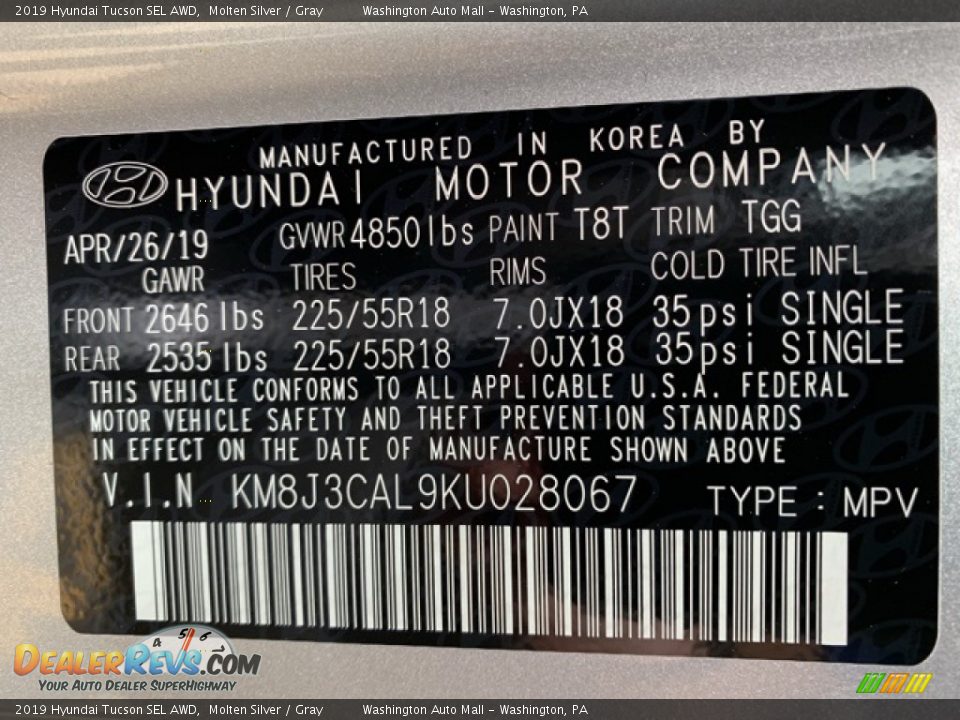 2019 Hyundai Tucson SEL AWD, Molten Silver / Gray Washington Auto Mall - Washington, PA
MANUFACTURED IN KOREA BY
HYUNDAI MOTOR COMPANY
APR/26/19 GVWR 4850lbs PAINT T8T TRIM TGG
GAWR TIRES RIMS COLD TIRE INFL
FRONT 2646 lbs 225/55R18 7.0JX18 35psi SINGLE
REAR 2535 lbs 225/55R18 7.0JX18 35psi SINGLE
THIS VEHICLE CONFORMS TO ALL APPLICABLE U.S.A. FEDERAL
MOTOR VEHICLE SAFETY AND THEFT PREVENTION STANDARDS
IN EFFECT ON THE DATE OF MANUFACTURE SHOWN ABOVE
V.I.N KM8J3CAL9KU028067 TYPE : MPV
4 5 6
DEALERREVS.COM
YOUR AUTO DEALER SUPERHIGHWAY
2019 Hyundai Tucson SEL AWD, Molten Silver / Gray Washington Auto Mall - Washington, PA